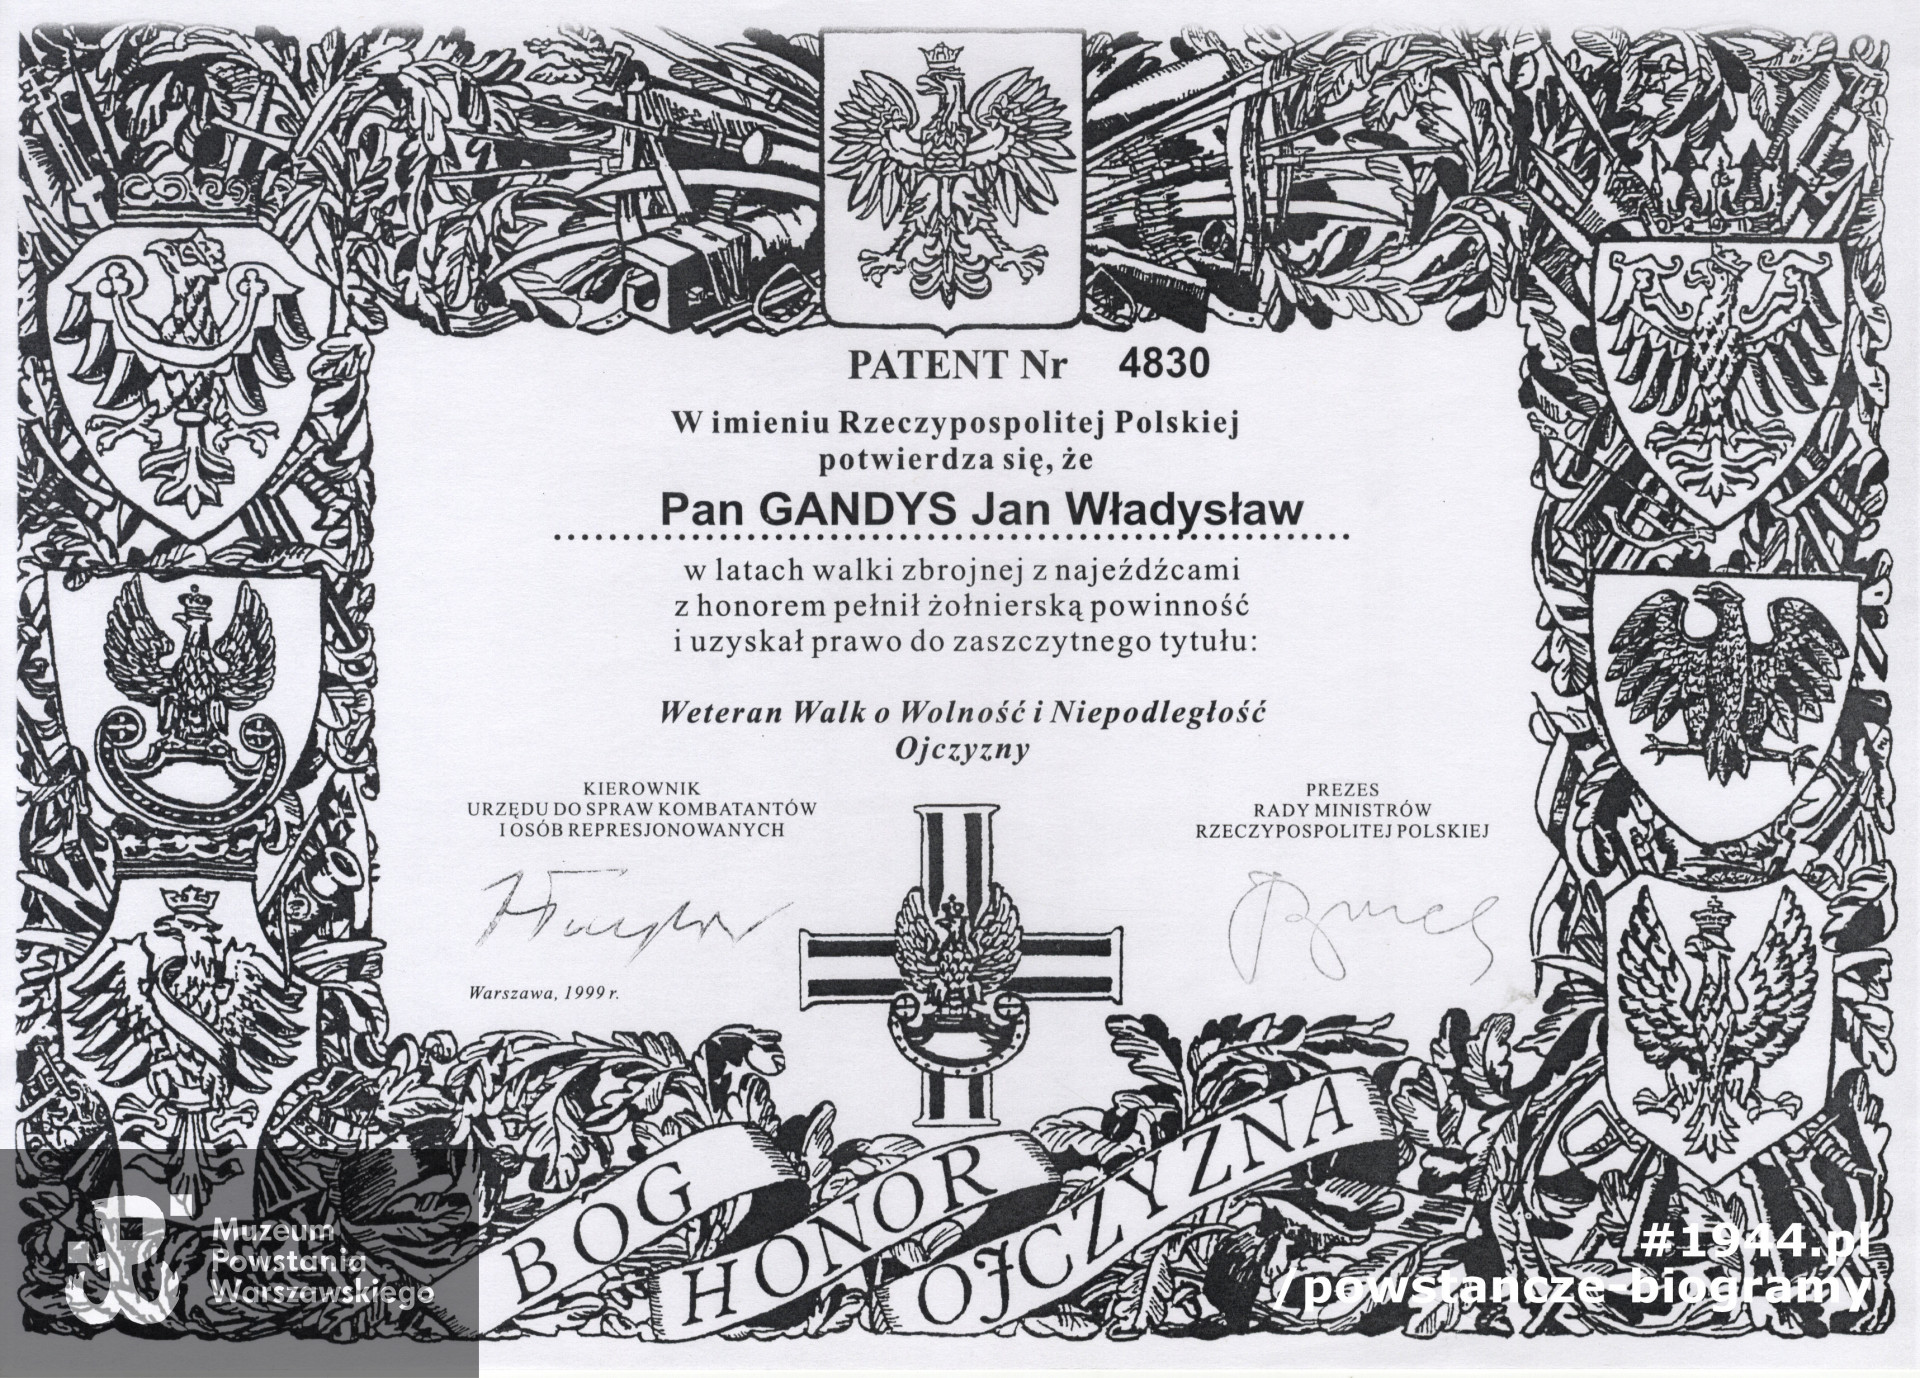 PATENT Nr 4830
W imieniu Rzeczypospolitej Polskiej
potwierdza się, że
Pan GANDYS Jan Władysław
w latach walki zbrojnej z najeźdźcami
z honorem pełnił żołnierską powinność
i uzyskał prawo do zaszczytnego tytułu:
Weteran Walk o Wolność i Niepodległość
Ojczyzny
KIEROWNIK
URZĘDU DO SPRAW KOMBATANTÓW
I OSÓB REPRESJONOWANYCH
PREZES
RADY MINISTRÓW
RZECZYPOSPOLITEJ POLSKIEJ
Warszawa, 1999 r.
BOG
HONOR
OJCZYZNA
Muzeum
Powstania
Warszawskiego
#1944.pl
/powstancze-biogramy